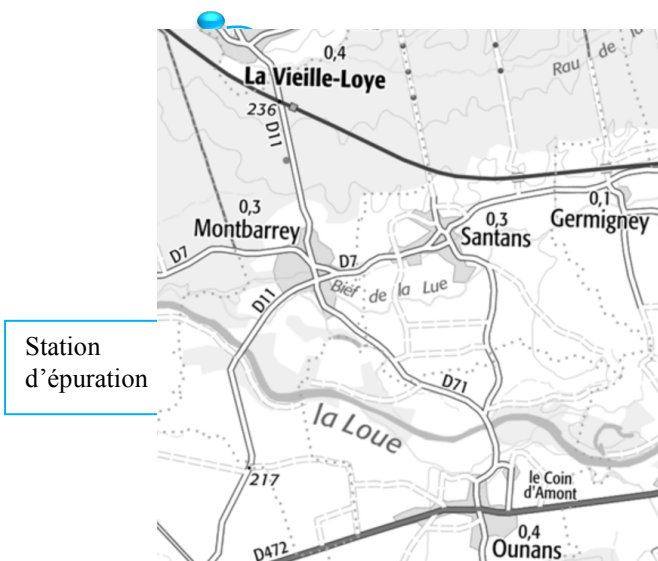 0,4
La Vieille-Loye
Rau de
236
D11
0,3
Montbarrey
0,1
Germigney
0,3
Santans
D7
D7
Bief de la Lue
D11
Station
d'épuration
D71
la Loue
217
le Coin
d'Amont
0,4
Ounans
D472